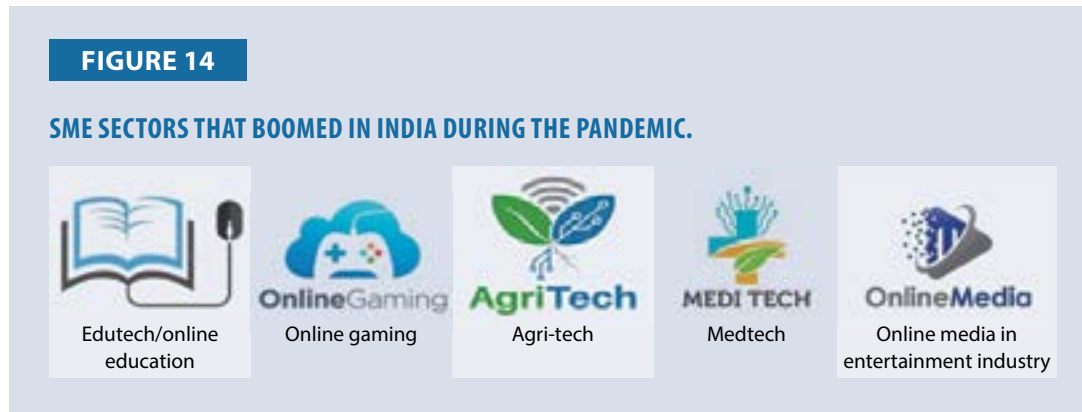 FIGURE 14
SME SECTORS THAT BOOMED IN INDIA DURING THE PANDEMIC.
OnlineGaming
AgriTech
MEDI TECH
OnlineMedia
Edutech/online
education
Online gaming
Agri-tech
Medtech
Online media in
entertainment industry